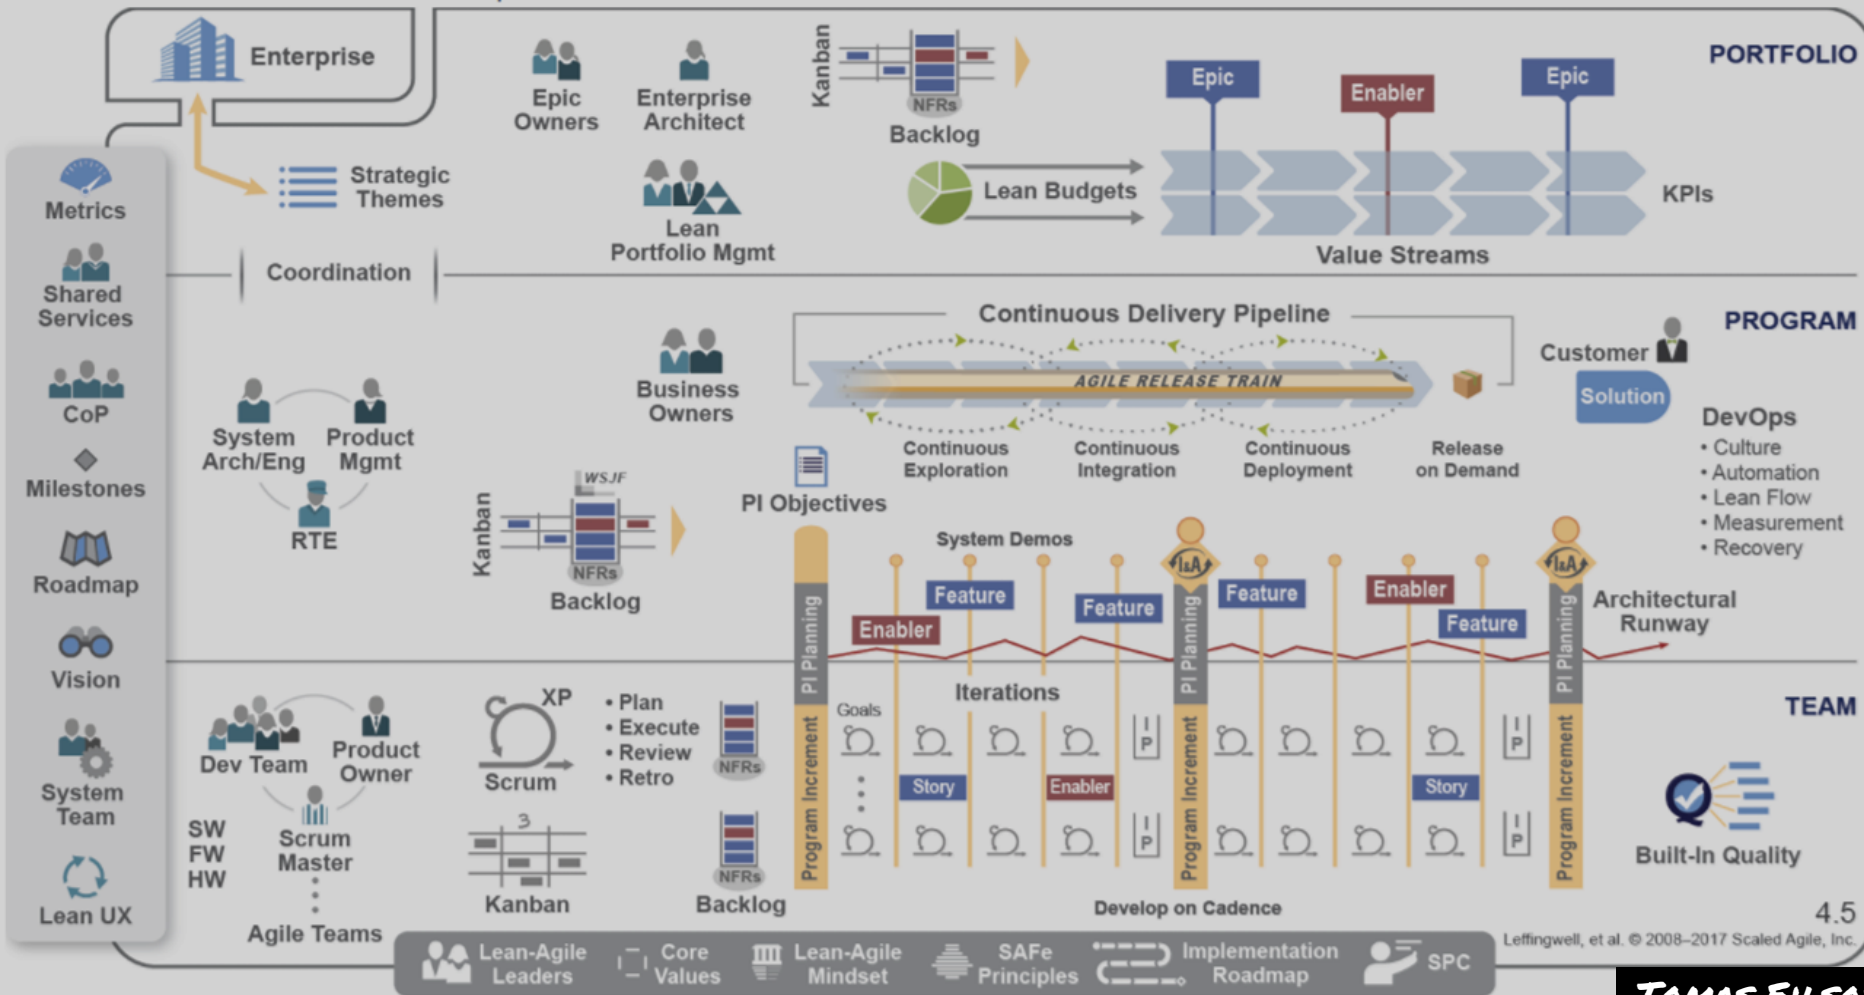 Enterprise
Epic
Owners
Enterprise
Architect
Kanban
NFRs
Backlog
Epic
Enabler
Epic
PORTFOLIO
Strategic
Themes
Lean
Portfolio Mgmt
Lean Budgets
KPIs
Value Streams
Metrics
Shared
Services
CoP
Milestones
Roadmap
Vision
System
Team
Lean UX
Coordination
PROGRAM
Business
Owners
Continuous Delivery Pipeline
AGILE RELEASE TRAIN
Continuous
Exploration
Continuous
Integration
Continuous
Deployment
Release
on Demand
Customer
Solution
DevOps
• Culture
• Automation
• Lean Flow
• Measurement
• Recovery
System
Arch/Eng
Product
Mgmt
RTE
Kanban
WSJF
NFRs
Backlog
PI Objectives
System Demos
PI Planning
Enabler
Feature
Feature
I&A
PI Planning
Feature
Enabler
Feature
I&A
PI Planning
Architectural
Runway
TEAM
Dev Team
Product
Owner
Scrum
Master
SW
FW
HW
Agile Teams
XP
Scrum
• Plan
• Execute
• Review
• Retro
3
Kanban
NFRs
NFRs
Backlog
Program Increment
Goals
Iterations
Story
Enabler
I
P
I
P
Program Increment
Story
I
P
I
P
Program Increment
Develop on Cadence
Built-In Quality
4.5
Leffingwell, et al. © 2008–2017 Scaled Agile, Inc.
Lean-Agile
Leaders
Core
Values
Lean-Agile
Mindset
SAFe
Principles
Implementation
Roadmap
SPC